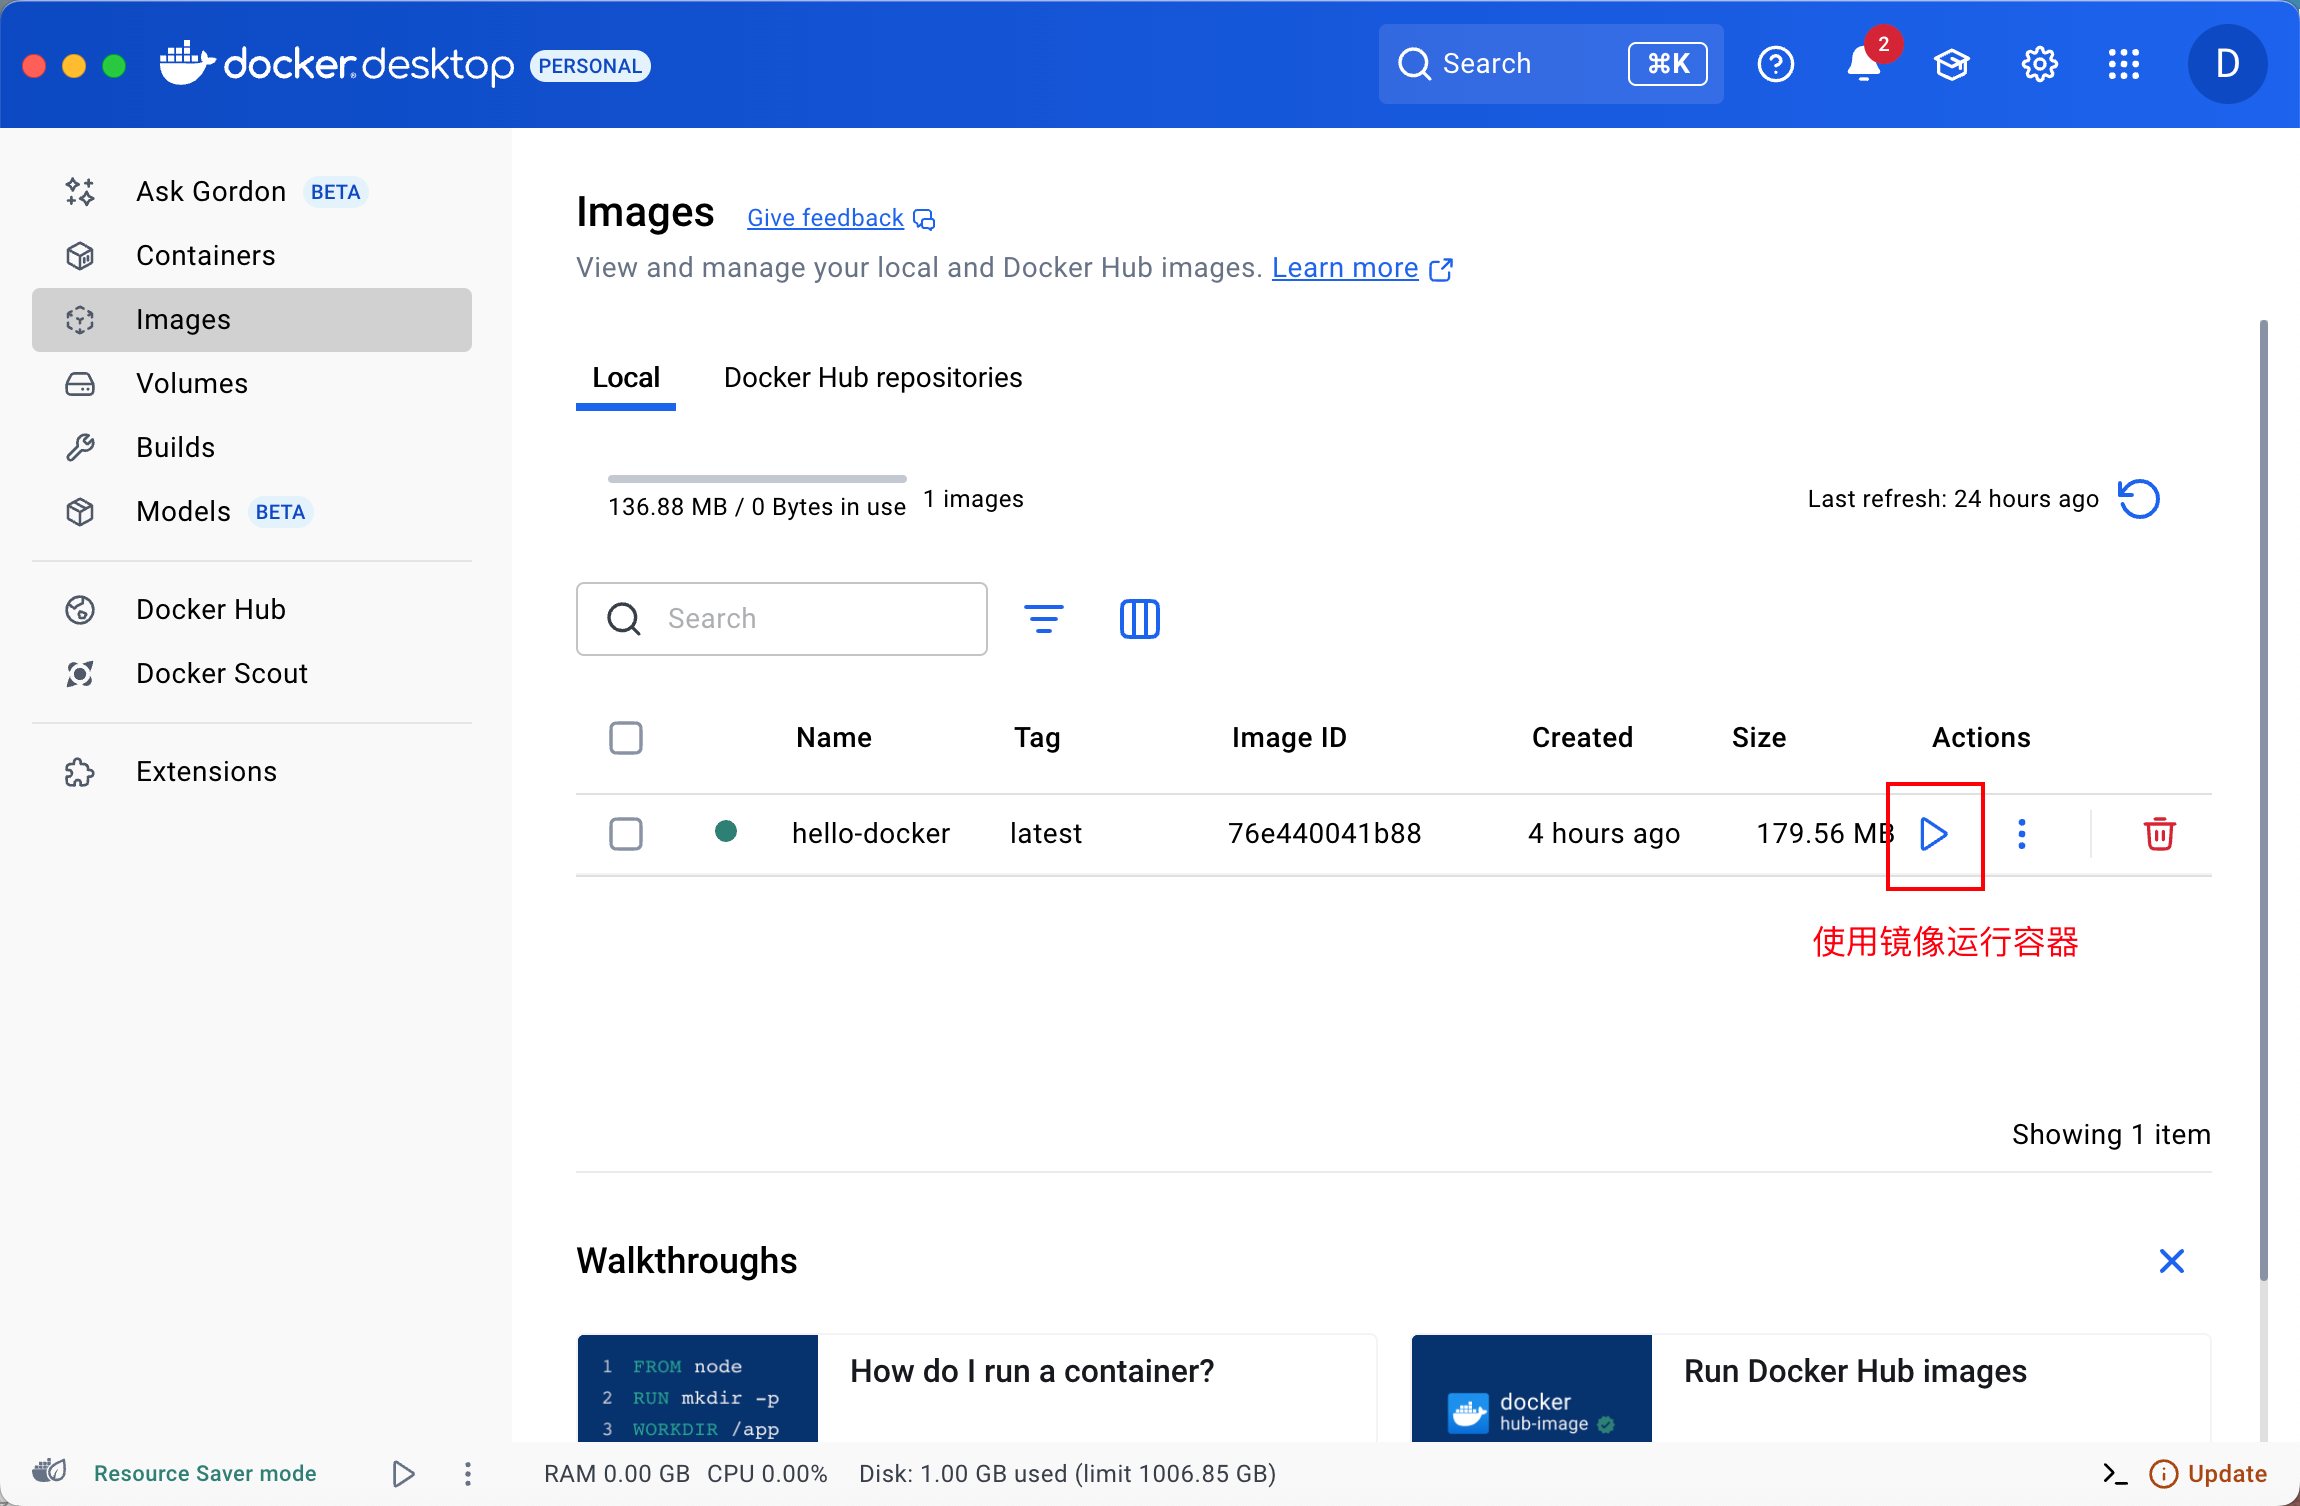 docker desktop PERSONAL
Search ⌘K
2
D
Ask Gordon BETA
Containers
Images
Volumes
Builds
Models BETA
Docker Hub
Docker Scout
Extensions
Images Give feedback
View and manage your local and Docker Hub images. Learn more
Local Docker Hub repositories
136.88 MB / 0 Bytes in use 1 images
Last refresh: 24 hours ago
Search
Name Tag Image ID Created Size Actions
hello-docker latest 76e440041b88 4 hours ago 179.56 MB
使用镜像运行容器
Showing 1 item
Walkthroughs
1 FROM node
2 RUN mkdir -p
3 WORKDIR /app
How do I run a container?
docker
hub-image
Run Docker Hub images
Resource Saver mode
RAM 0.00 GB CPU 0.00% Disk: 1.00 GB used (limit 1006.85 GB)
>_ Update